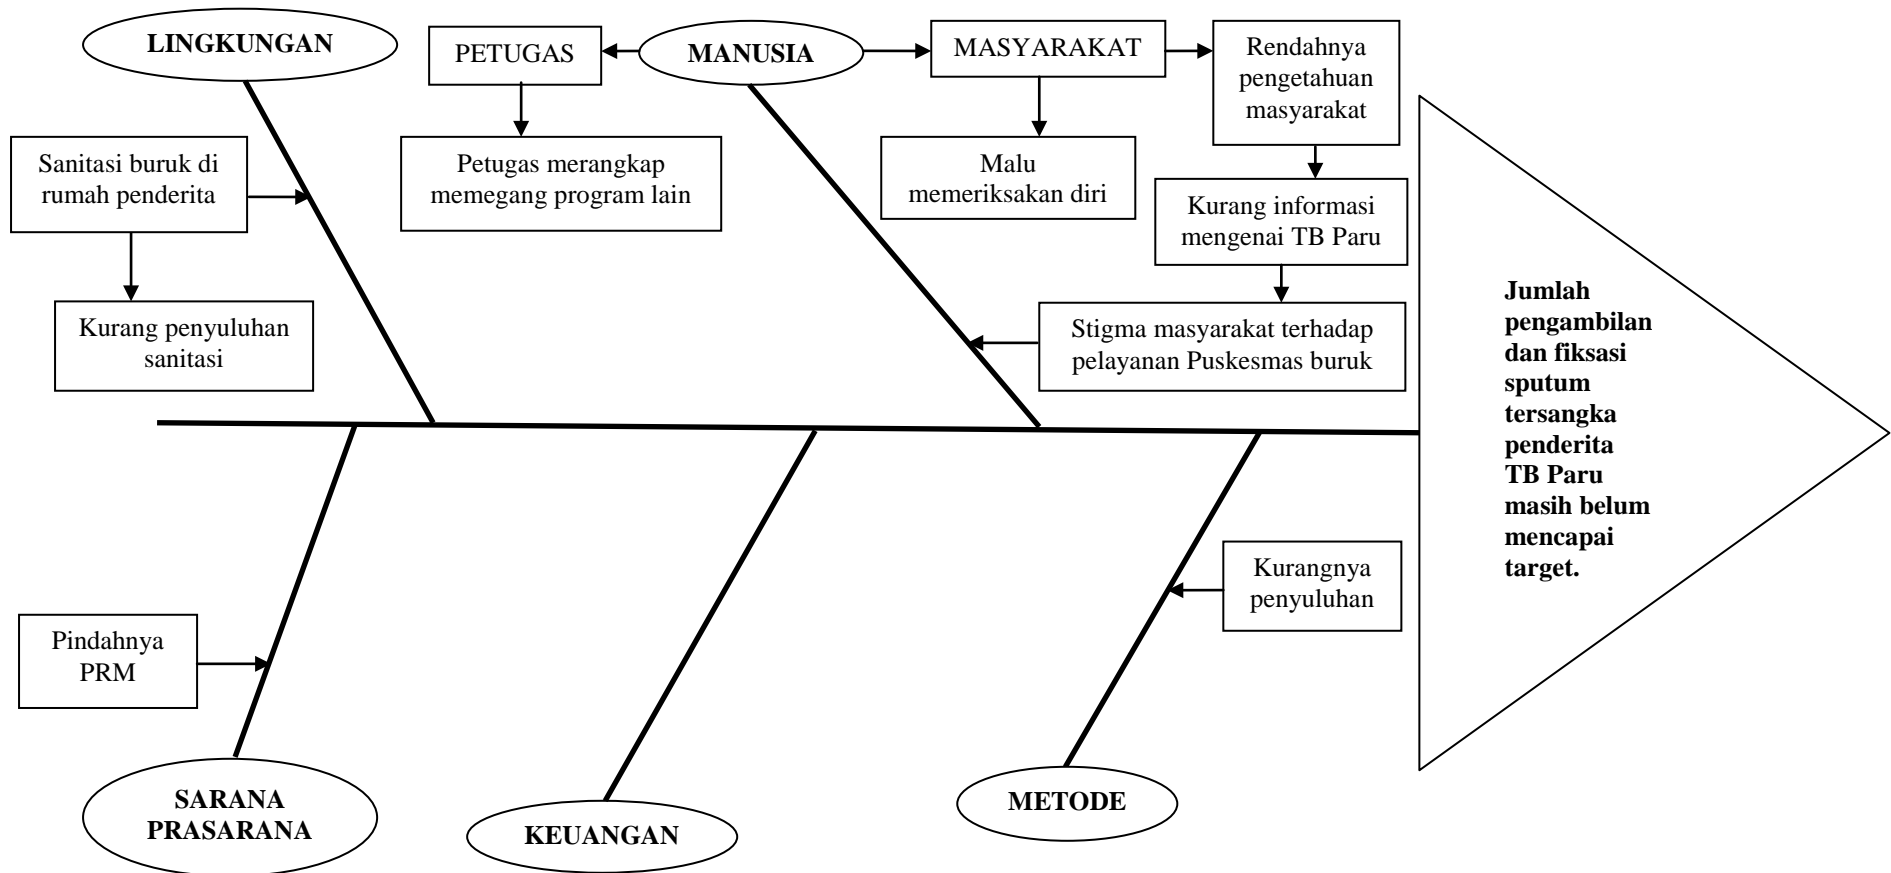 LINGKUNGAN
PETUGAS
MANUSIA
MASYARAKAT
Rendahnya
pengetahuan
masyarakat
Sanitasi buruk di
rumah penderita
Petugas merangkap
memegang program lain
Malu
memeriksakan diri
Kurang informasi
mengenai TB Paru
Kurang penyuluhan
sanitasi
Stigma masyarakat terhadap
pelayanan Puskesmas buruk
Jumlah
pengambilan
dan fiksasi
sputum
tersangka
penderita
TB Paru
masih belum
mencapai
target.
Kurangnya
penyuluhan
Pindahnya
PRM
SARANA
PRASARANA
KEUANGAN
METODE